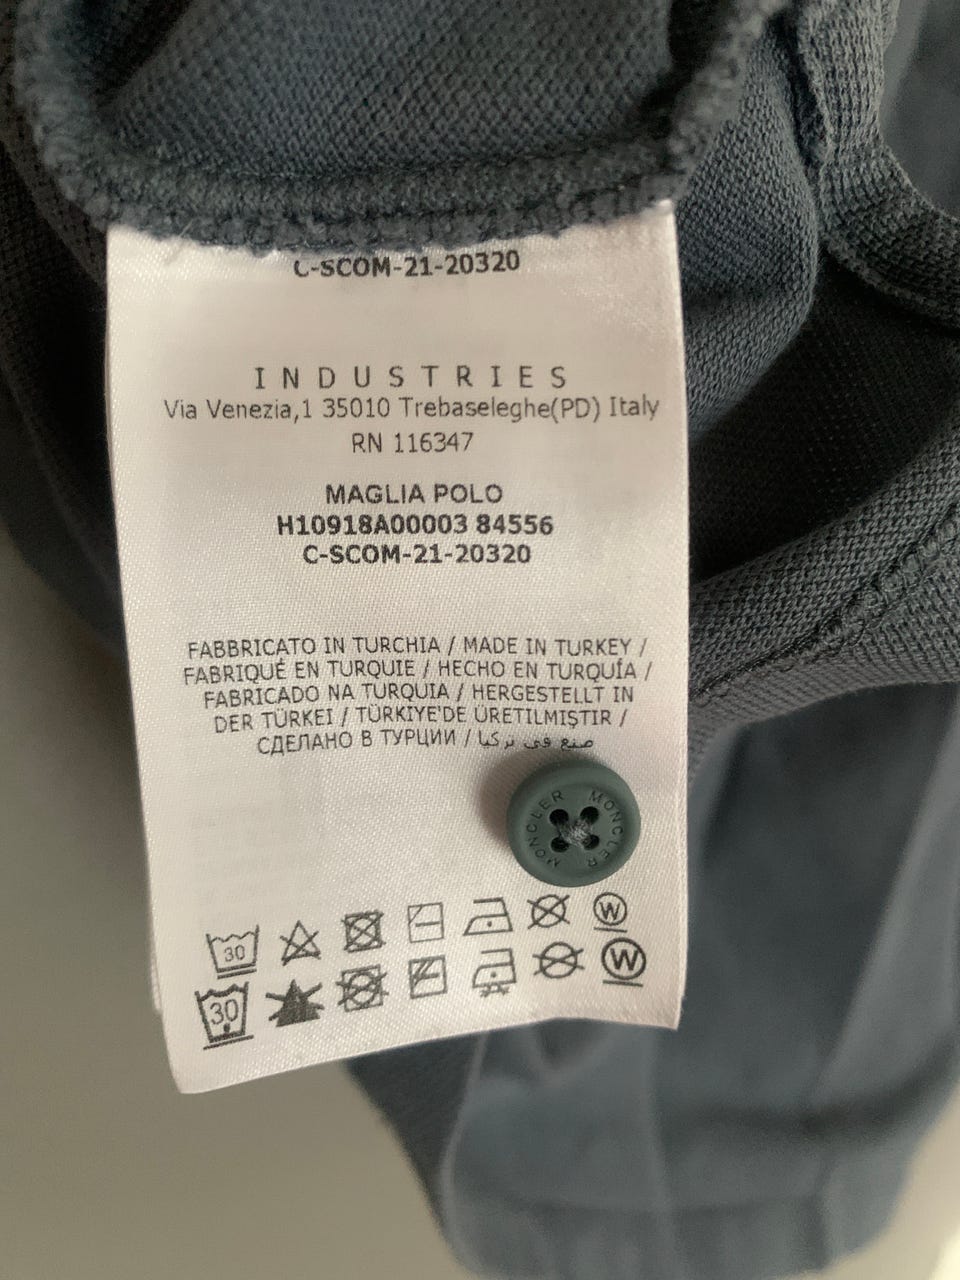 C-SCOM-21-20320
INDUSTRIES
Via Venezia,1 35010 Trebaseleghe(PD) Italy
RN 116347
MAGLIA POLO
H10918A00003 84556
C-SCOM-21-20320
FABBRICATO IN TURCHIA / MADE IN TURKEY /
FABRIQUÉ EN TURQUIE / HECHO EN TURQUÍA /
FABRICADO NA TURQUIA / HERGESTELLT IN
DER TÜRKEI / TÜRKIYE'DE ÜRETILMIŞTIR /
СДЕЛАНО В ТУРЦИИ / صنع في تركيا
MONCLER MONCLER
30 W
30 W